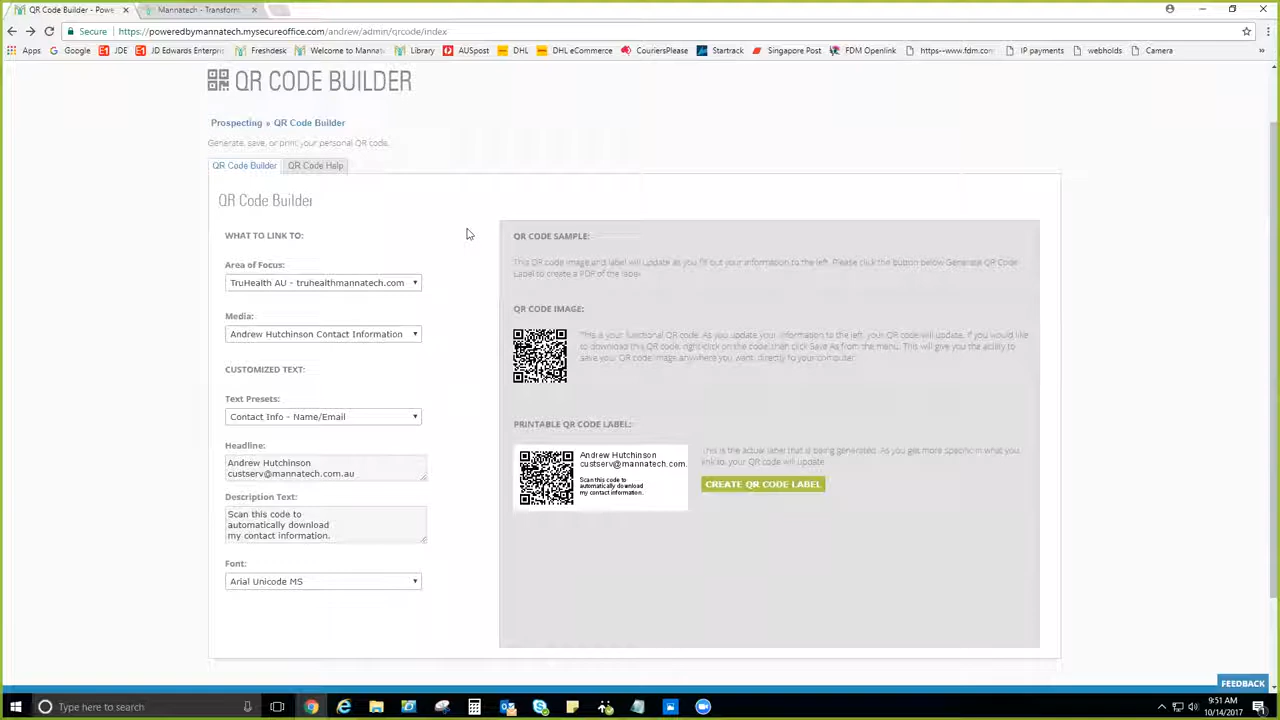 QR Code Builder - Powe
Mannatech - Transform
Secure
https://poweredbymannatech.mysecureoffice.com/andrew/admin/qrcode/index
Apps
Google
JDE
JD Edwards Enterpris
Freshdesk
Welcome to Manna
Library
AUSpost
DHL
DHL eCommerce
CouriersPlease
Startrack
Singapore Post
FDM Openlink
https--www.fdm.com
IP payments
webholds
Camera
QR CODE BUILDER
Prospecting » QR Code Builder
Generate, save, or print, your personal QR code.
QR Code Builder
QR Code Help
QR Code Builder
WHAT TO LINK TO:
Area of Focus:
TruHealth AU - truhealthmannatech.com
Media:
Andrew Hutchinson Contact Information
CUSTOMIZED TEXT:
Text Presets:
Contact Info - Name/Email
Headline:
Andrew Hutchinson
custserv@mannatech.com.au
Description Text:
Scan this code to
automatically download
my contact information.
Font:
Arial Unicode MS
QR CODE SAMPLE:
This QR code image and label will update as you fill out your information to the left. Please click the button below Generate QR Code
Label to create a PDF of the label.
QR CODE IMAGE:
This is your functional QR code. As you update your information to the left, your QR code will update. If you would like
to download this QR code, right click on the code, then click Save As from the menu. This will give you the ability to
save your QR code image anywhere you want, directly to your computer.
PRINTABLE QR CODE LABEL:
Andrew Hutchinson
custserv@mannatech.com.
Scan this code to
automatically download
my contact information.
This is the actual label that is being generated. As you get more specific in what you
link to, your QR code will update
CREATE QR CODE LABEL
FEEDBACK
Type here to search
9:51 AM
10/14/2017